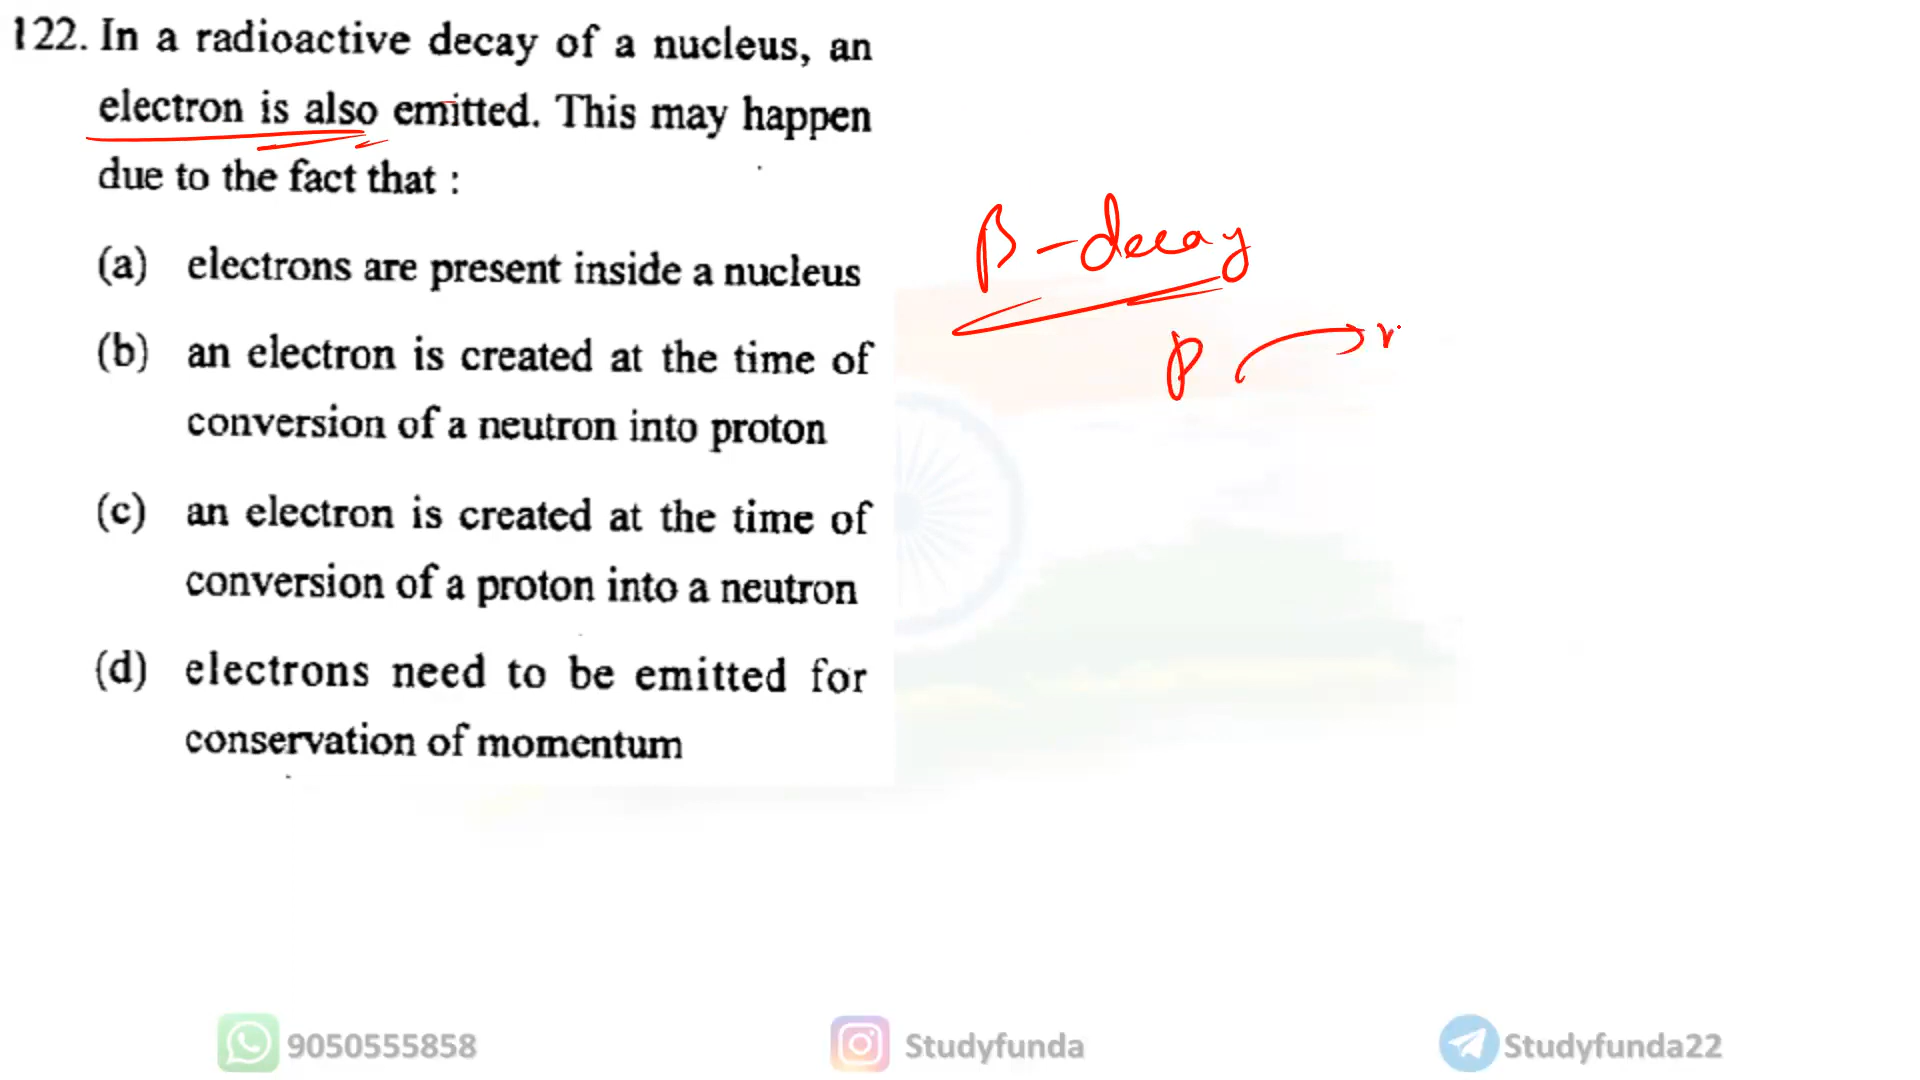 122. In a radioactive decay of a nucleus, an
electron is also emitted. This may happen
due to the fact that :
(a) electrons are present inside a nucleus
(b) an electron is created at the time of
conversion of a neutron into proton
(c) an electron is created at the time of
conversion of a proton into a neutron
(d) electrons need to be emitted for
conservation of momentum
β - decay
p
9050555858
Studyfunda
Studyfunda22